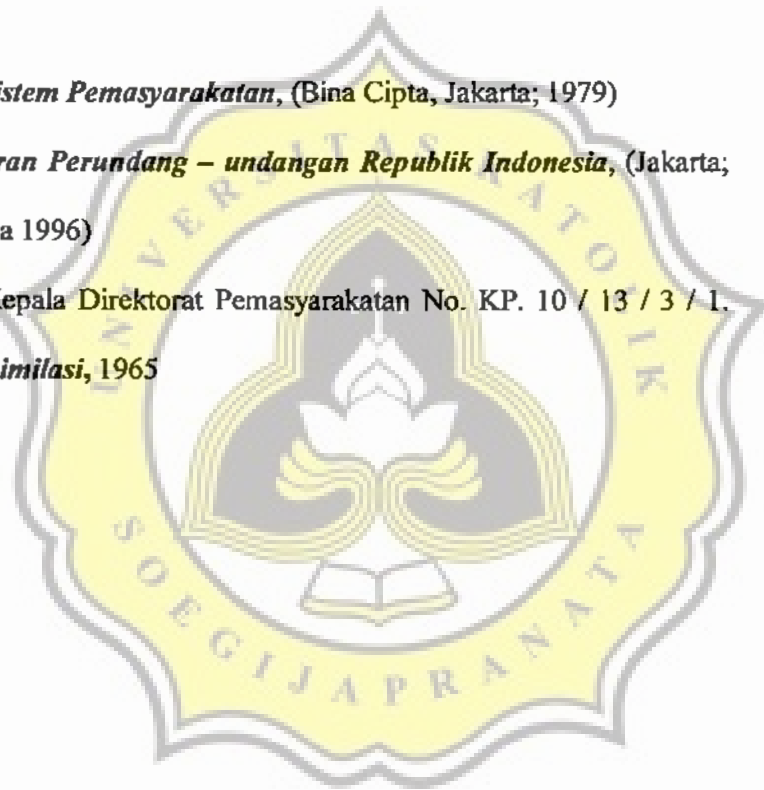 istem Pemasyarakatan, (Bina Cipta, Jakarta; 1979)
ran Perundang – undangan Republik Indonesia, (Jakarta;
a 1996)
Kepala Direktorat Pemasyarakatan No. KP. 10 / 13 / 3 / 1.
similasi, 1965
UNIVERSITAS KATOLIK
SOEGIJAPRANATA